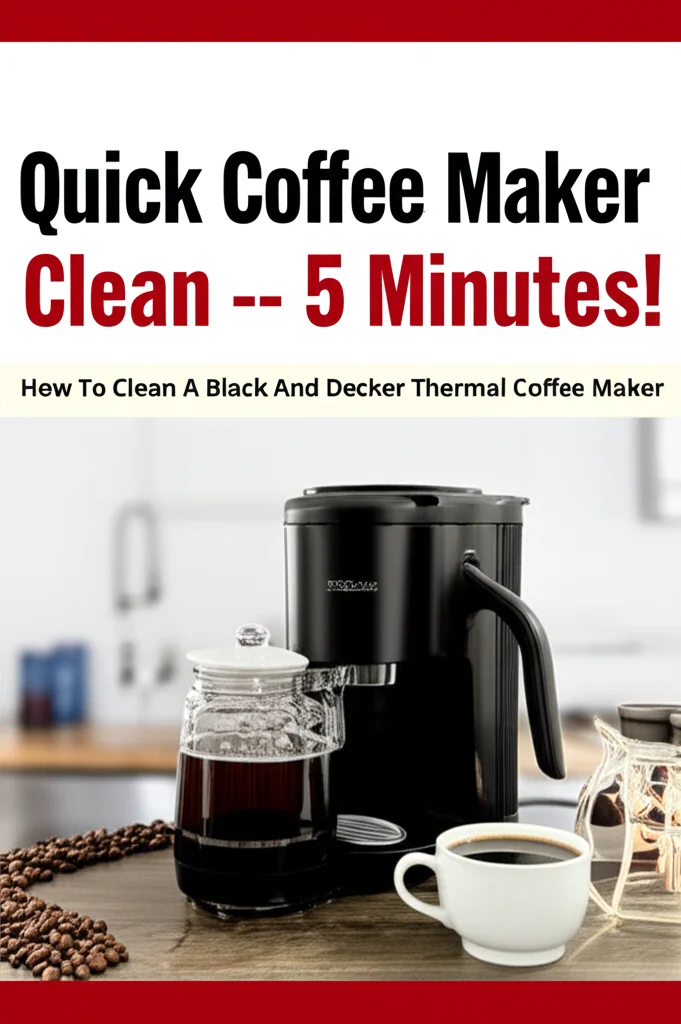 Quick Coffee Maker
Clean -- 5 Minutes!
Hew To Clean A Black And Decker Thermal Coffee Maker